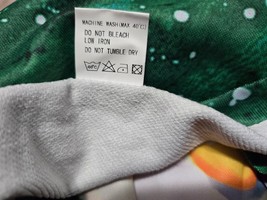 MACHINE WASH(MAX 40℃)
DO NOT BLEACH
LOW IRON
DO NOT TUMBLE DRY